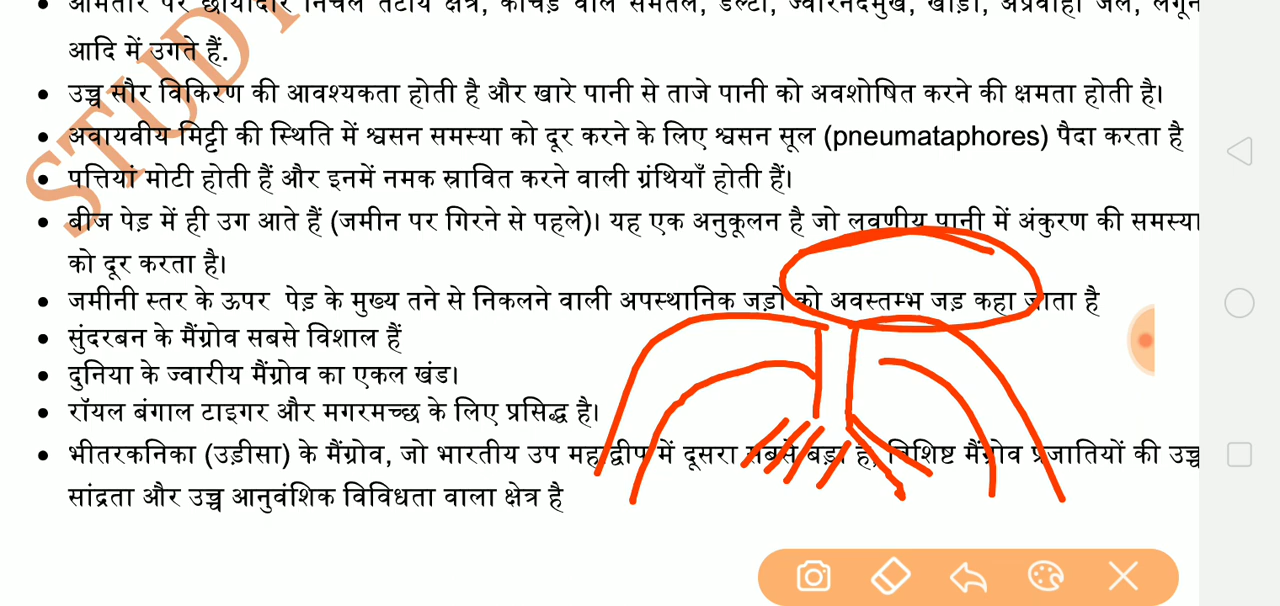 आमतौर पर छायादार निचले तटीय क्षेत्र, कीचड़ वाले समतल, डेल्टा, ज्वारनदमुख, खाड़ी, अप्रवाही जल, लगून
आदि में उगते हैं.
• उच्च सौर विकिरण की आवश्यकता होती है और खारे पानी से ताजे पानी को अवशोषित करने की क्षमता होती है।
• अवायवीय मिट्टी की स्थिति में श्वसन समस्या को दूर करने के लिए श्वसन सूल (pneumataphores) पैदा करता है
• पत्तियां मोटी होती हैं और इनमें नमक स्रावित करने वाली ग्रंथियाँ होती हैं।
• बीज पेड़ में ही उग आते हैं (जमीन पर गिरने से पहले)। यह एक अनुकूलन है जो लवणीय पानी में अंकुरण की समस्या
को दूर करता है।
• जमीनी स्तर के ऊपर पेड़ के मुख्य तने से निकलने वाली अपस्थानिक जड़ों को अवस्तम्भ जड़ कहा जाता है
• सुंदरबन के मैंग्रोव सबसे विशाल हैं
• दुनिया के ज्वारीय मैंग्रोव का एकल खंड।
• रॉयल बंगाल टाइगर और मगरमच्छ के लिए प्रसिद्ध है।
• भीतरकनिका (उड़ीसा) के मैंग्रोव, जो भारतीय उप महाद्वीप में दूसरा सबसे बड़ा है, विशिष्ट मैंग्रोव प्रजातियों की उच्च
सांद्रता और उच्च आनुवंशिक विविधता वाला क्षेत्र है
STUDY